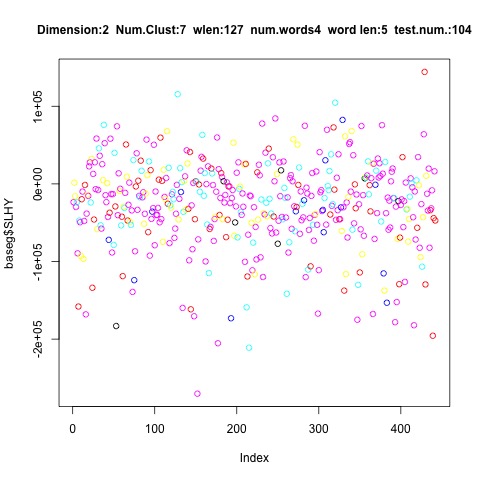 Dimension:2 Num.Clust:7 wlen:127 num.words4 word len:5 test.num.:104
1e+05
0e+00
-1e+05
-2e+05
baseg$SLHY
0 100 200 300 400
Index